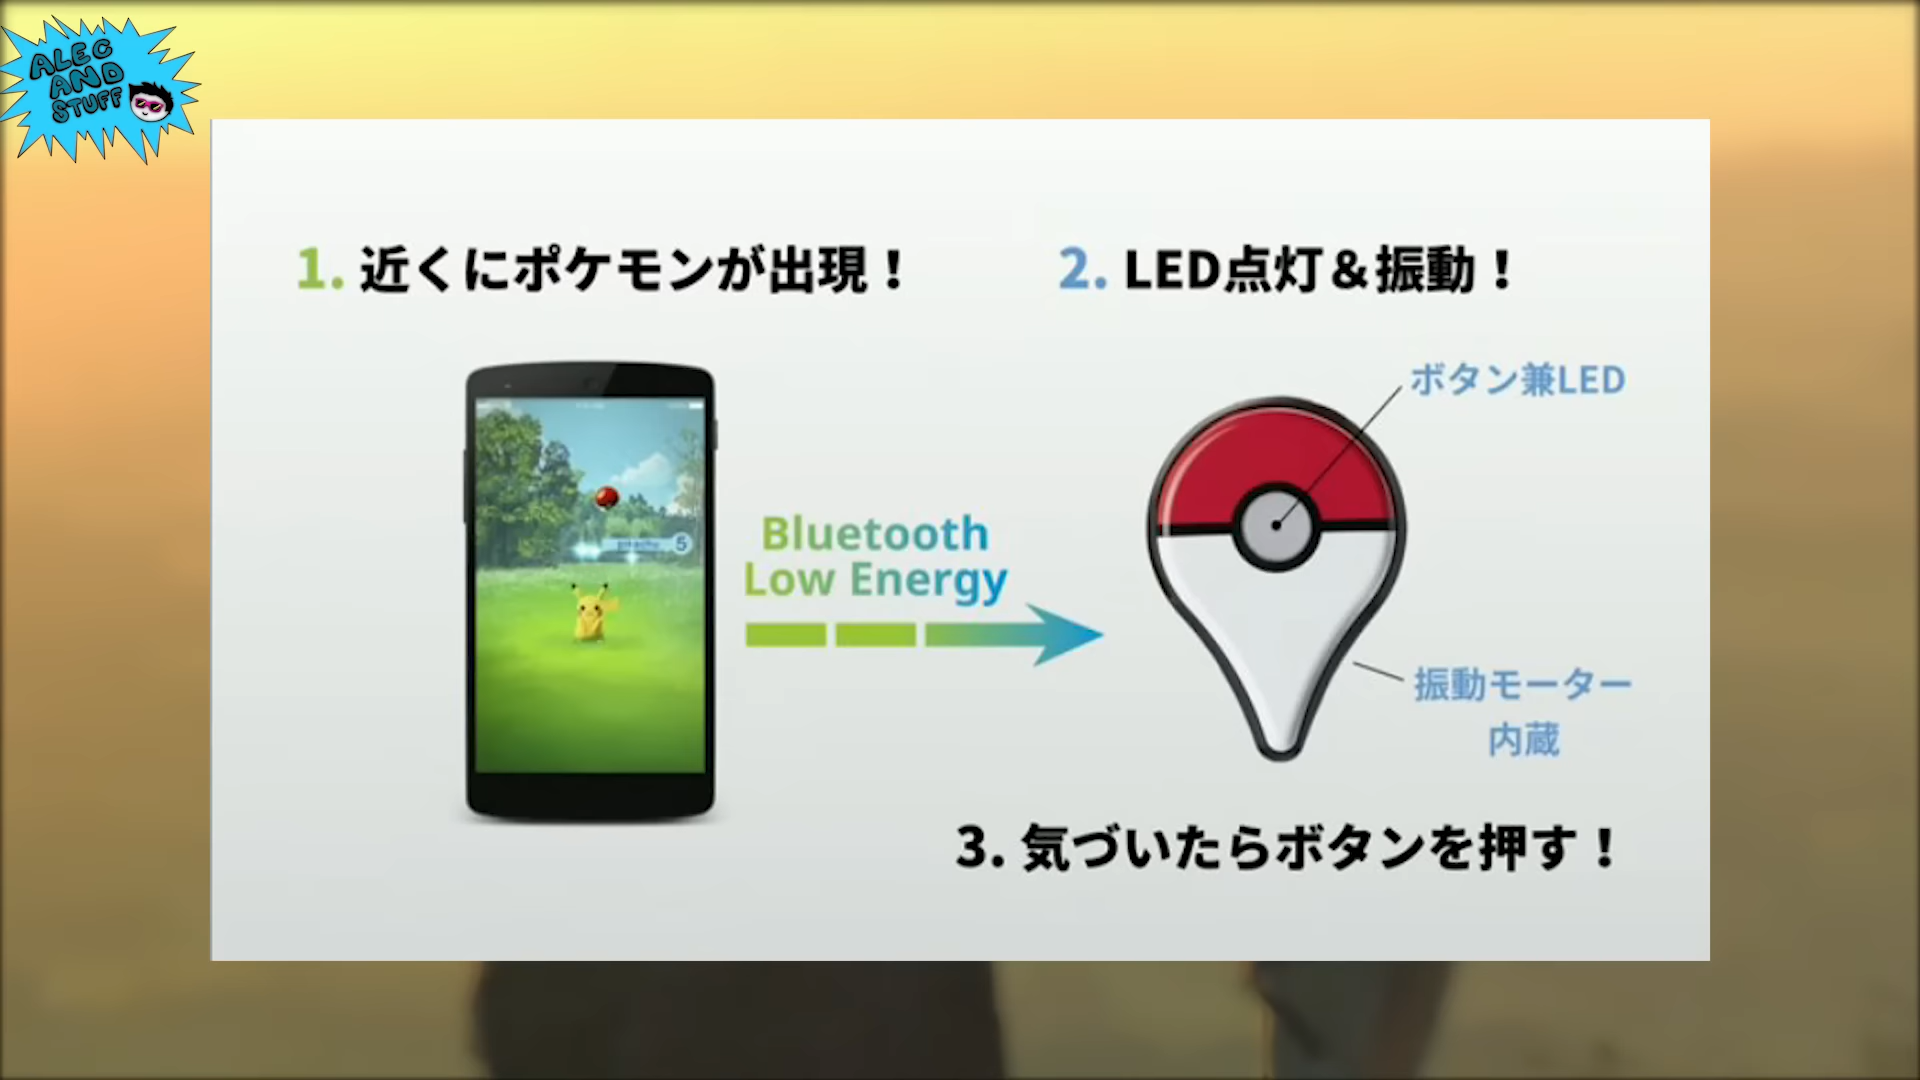 ALEC
AND
STUFF
1. 近くにポケモンが出現！
2. LED点灯＆振動！
ボタン兼LED
5
Bluetooth
Low Energy
振動モーター
内蔵
3. 気づいたらボタンを押す！